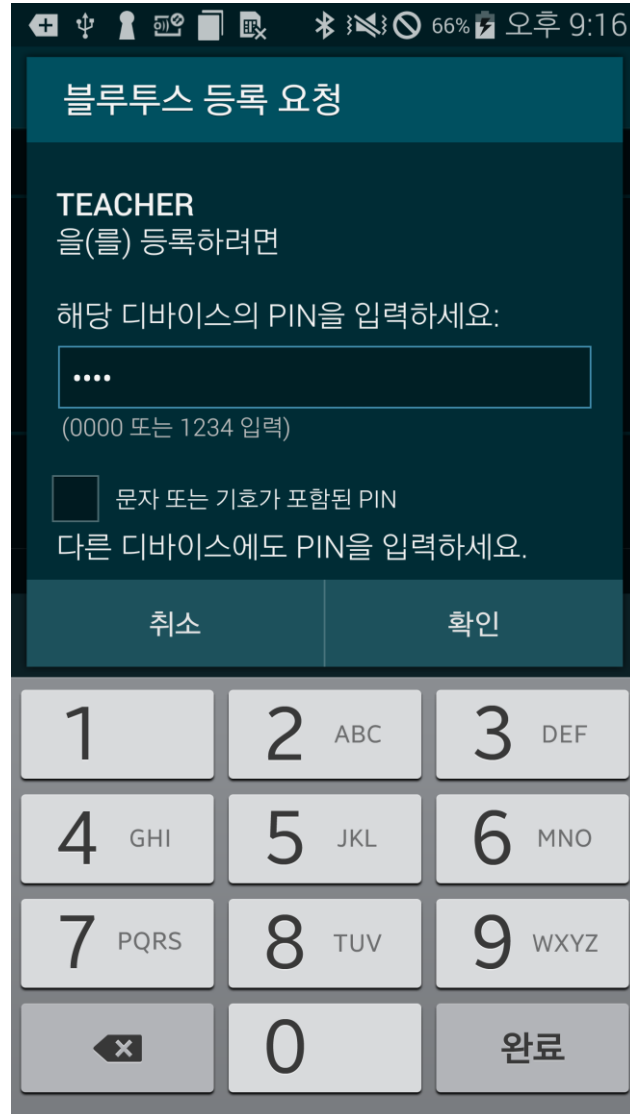 66% 오후 9:16
블루투스 등록 요청
TEACHER
을(를) 등록하려면
해당 디바이스의 PIN을 입력하세요:
••••
(0000 또는 1234 입력)
문자 또는 기호가 포함된 PIN
다른 디바이스에도 PIN을 입력하세요.
취소 확인
1 2 ABC 3 DEF
4 GHI 5 JKL 6 MNO
7 PQRS 8 TUV 9 WXYZ
0 완료